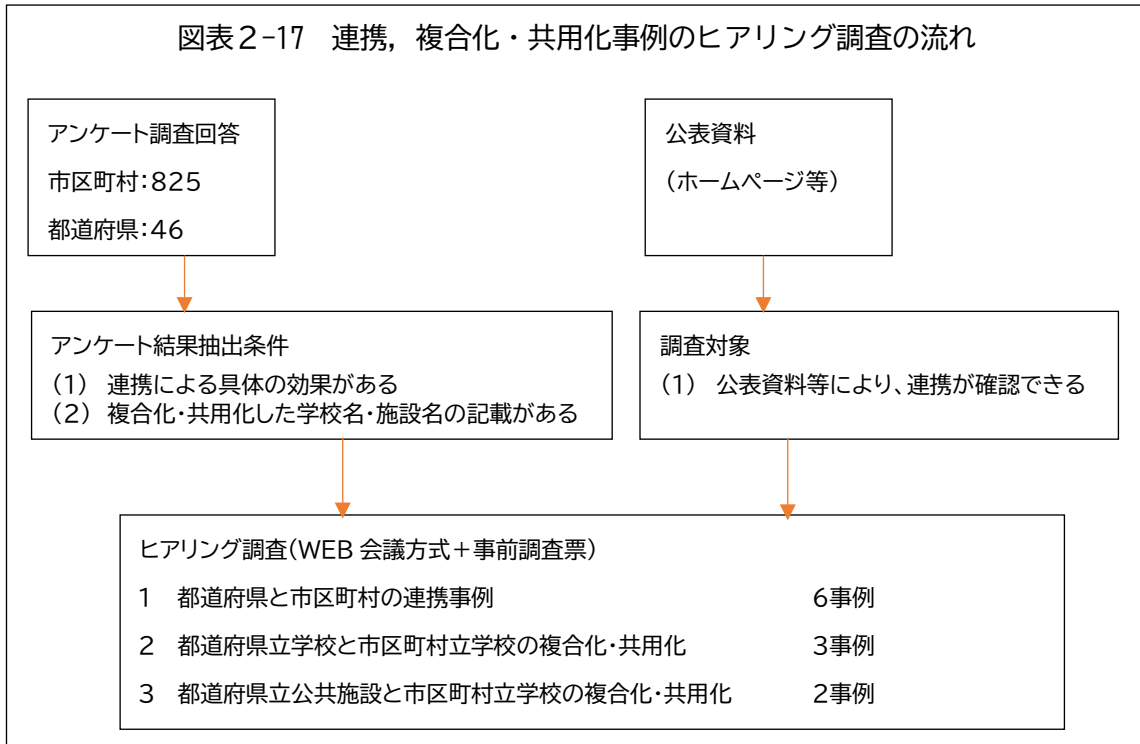 図表2-17 連携,複合化・共用化事例のヒアリング調査の流れ
アンケート調査回答
市区町村:825
都道府県:46
公表資料
(ホームページ等)
アンケート結果抽出条件
(1) 連携による具体の効果がある
(2) 複合化・共用化した学校名・施設名の記載がある
調査対象
(1) 公表資料等により、連携が確認できる
ヒアリング調査(WEB 会議方式+事前調査票)
1 都道府県と市区町村の連携事例 6事例
2 都道府県立学校と市区町村立学校の複合化・共用化 3事例
3 都道府県立公共施設と市区町村立学校の複合化・共用化 2事例